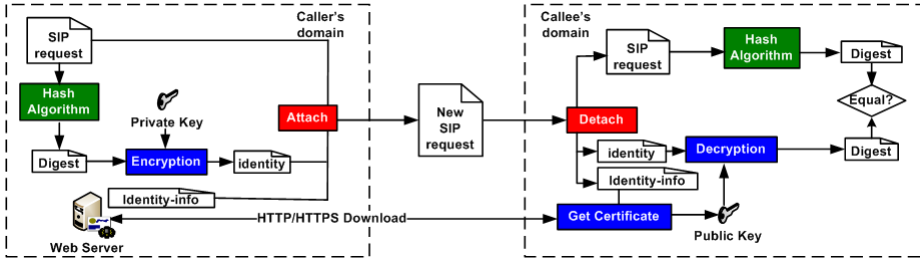 Caller's
domain
SIP
request
Hash
Algorithm
Private Key
Attach
Digest
Encryption
identity
Identity-info
Web Server
HTTP/HTTPS Download
New
SIP
request
Callee's
domain
SIP
request
Hash
Algorithm
Digest
Equal?
Detach
identity
Decryption
Digest
Identity-info
Get Certificate
Public Key